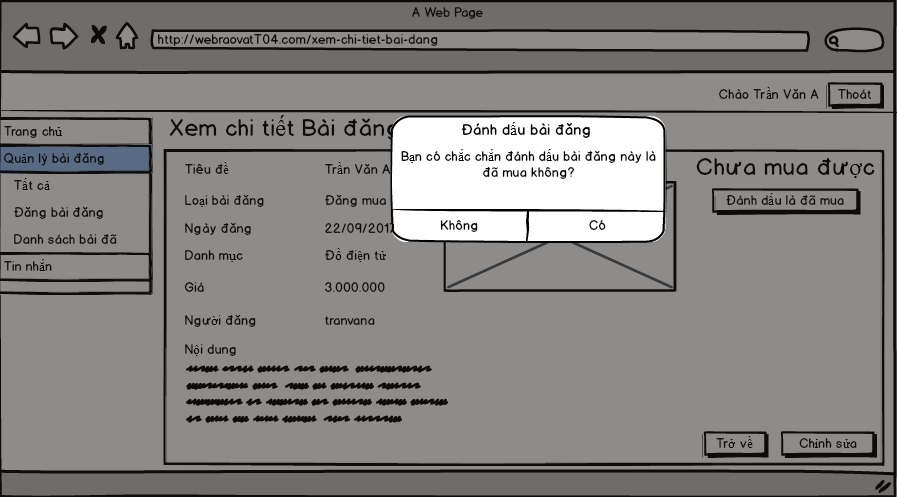 A Web Page
http://webraovatT04.com/xem-chi-tiet-bai-dang
Chào Trần Văn A
Thoát
Trang chủ
Quản lý bài đăng
Tất cả
Đăng bài đăng
Danh sách bài đã
Tin nhắn
Xem chi tiết Bài đăng
Tiêu đề Trần Văn A
Loại bài đăng Đăng mua
Ngày đăng 22/09/2017
Danh mục Đồ điện tử
Giá 3.000.000
Người đăng tranvana
Nội dung
Đánh dấu bài đăng
Bạn có chắc chắn đánh dấu bài đăng này là
đã mua không?
Không Có
Chưa mua được
Đánh dấu là đã mua
Trở về Chỉnh sửa